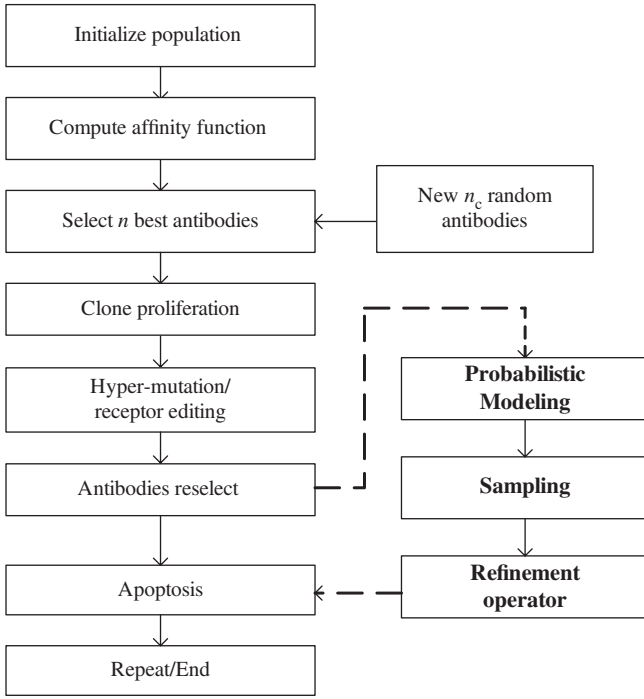 Initialize population
Compute affinity function
Select n best antibodies
New n_c random
antibodies
Clone proliferation
Hyper-mutation/
receptor editing
Antibodies reselect
Probabilistic
Modeling
Sampling
Refinement
operator
Apoptosis
Repeat/End